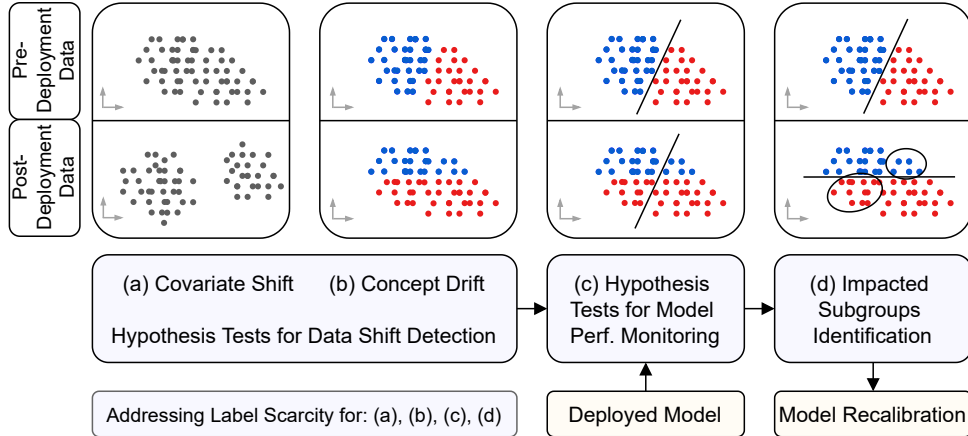 Pre-
Deployment
Data
Post-
Deployment
Data
(a) Covariate Shift
(b) Concept Drift
Hypothesis Tests for Data Shift Detection
(c) Hypothesis
Tests for Model
Perf. Monitoring
(d) Impacted
Subgroups
Identification
Addressing Label Scarcity for: (a), (b), (c), (d)
Deployed Model
Model Recalibration